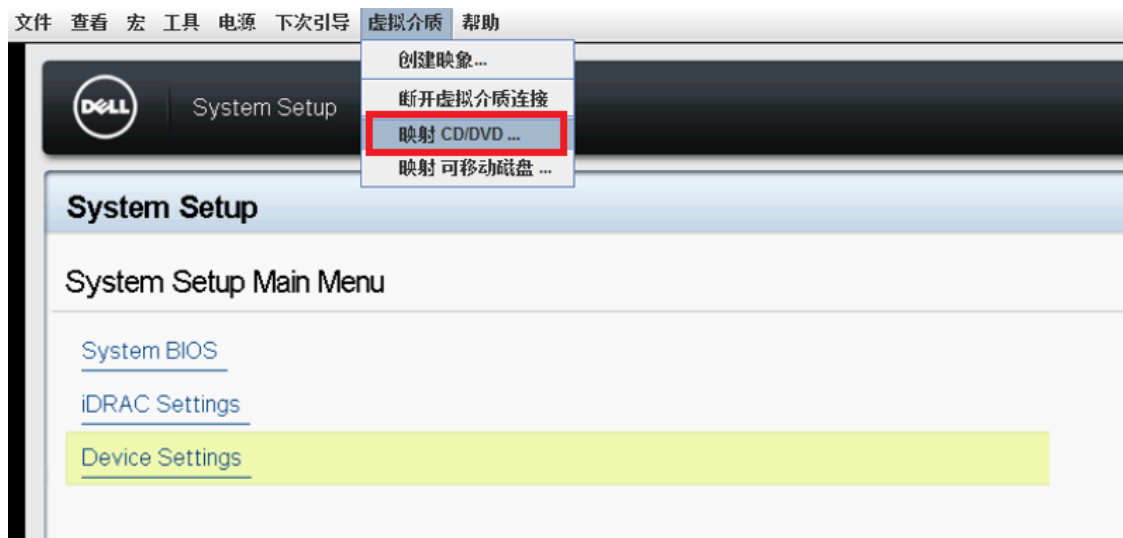 文件 查看 宏 工具 电源 下次引导 虚拟介质 帮助
创建映象...
断开虚拟介质连接
映射 CD/DVD ...
映射 可移动磁盘 ...
DELL System Setup
System Setup
System Setup Main Menu
System BIOS
iDRAC Settings
Device Settings